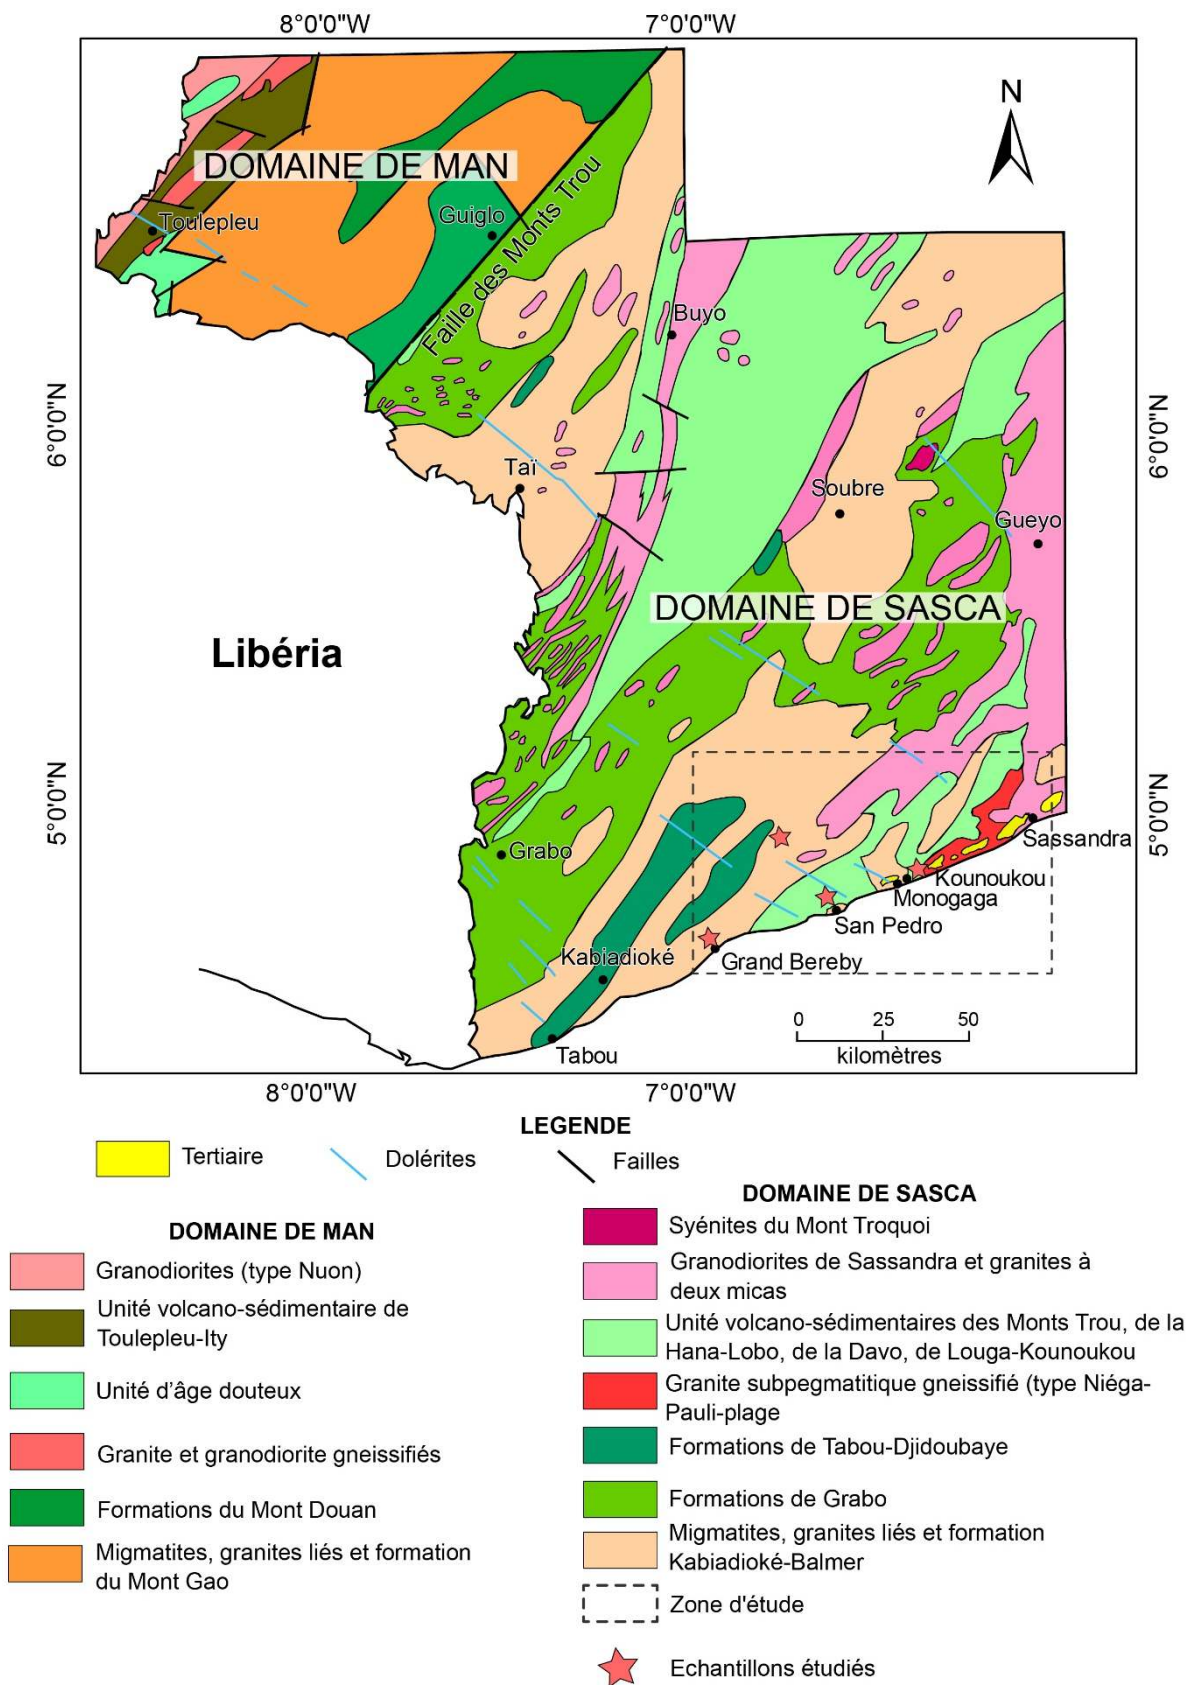 8°0'0"W
7°0'0"W
N
DOMAINE DE MAN
Toulepleu
Guiglo
Faille des Monts Trou
Buyo
6°0'0"N
6°0'0"N
Taï
Soubre
Gueyo
DOMAINE DE SASCA
Libéria
5°0'0"N
5°0'0"N
Grabo
Sassandra
Kounoukou
Monogaga
San Pedro
Grand Bereby
Kabiadioké
Tabou
0 25 50
kilomètres
8°0'0"W
7°0'0"W
LEGENDE
Tertiaire
Dolérites
Failles
DOMAINE DE MAN
Granodiorites (type Nuon)
Unité volcano-sédimentaire de
Toulepleu-Ity
Unité d'âge douteux
Granite et granodiorite gneissifiés
Formations du Mont Douan
Migmatites, granites liés et formation
du Mont Gao
DOMAINE DE SASCA
Syénites du Mont Troquoi
Granodiorites de Sassandra et granites à
deux micas
Unité volcano-sédimentaires des Monts Trou, de la
Hana-Lobo, de la Davo, de Louga-Kounoukou
Granite subpegmatitique gneissifié (type Niéga-
Pauli-plage
Formations de Tabou-Djidoubaye
Formations de Grabo
Migmatites, granites liés et formation
Kabiadioké-Balmer
Zone d'étude
Echantillons étudiés